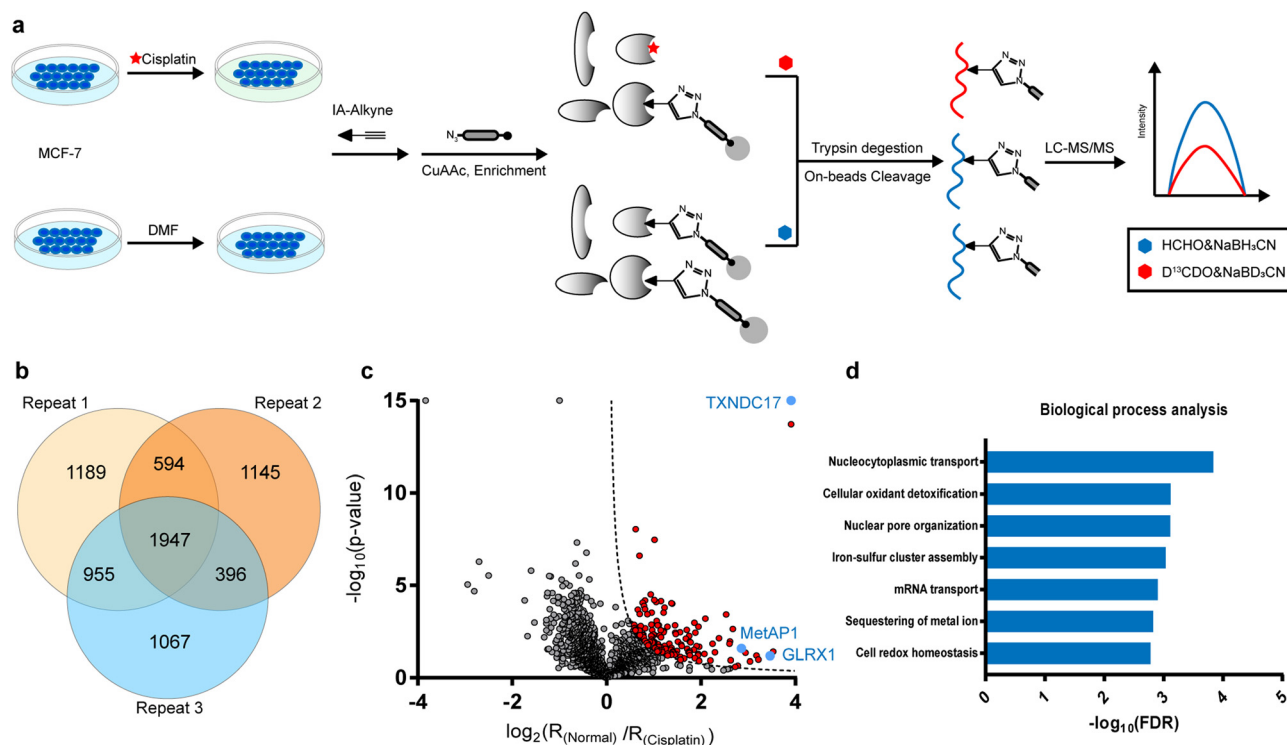 a
Cisplatin
MCF-7
DMF
IA-Alkyne
N₃
CuAAc, Enrichment
N N
N
N N
N
N N
N
Trypsin degestion
On-beads Cleavage
N N
N
N N
N
N N
N
LC-MS/MS
Intensity
HCHO&NaBH₃CN
D¹³CDO&NaBD₃CN
b
Repeat 1
Repeat 2
1189
594
1145
1947
955
396
1067
Repeat 3
c
-log₁₀(p-value)
15
10
5
0
TXNDC17
MetAP1
GLRX1
-4
-2
0
2
4
log₂(R(Normal) /R(Cisplatin))
d
Biological process analysis
Nucleocytoplasmic transport
Cellular oxidant detoxification
Nuclear pore organization
Iron-sulfur cluster assembly
mRNA transport
Sequestering of metal ion
Cell redox homeostasis
0
1
2
3
4
5
-log₁₀(FDR)